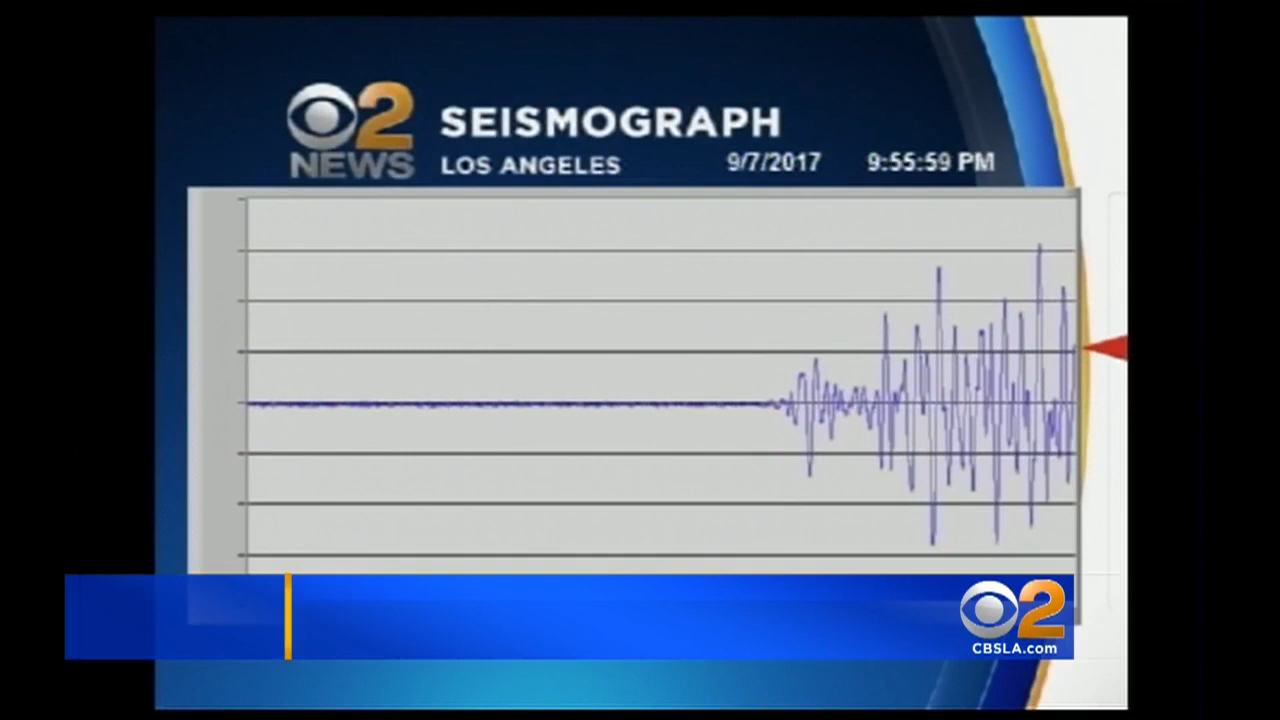 2
NEWS
SEISMOGRAPH
LOS ANGELES 9/7/2017 9:55:59 PM
2
CBSLA.com